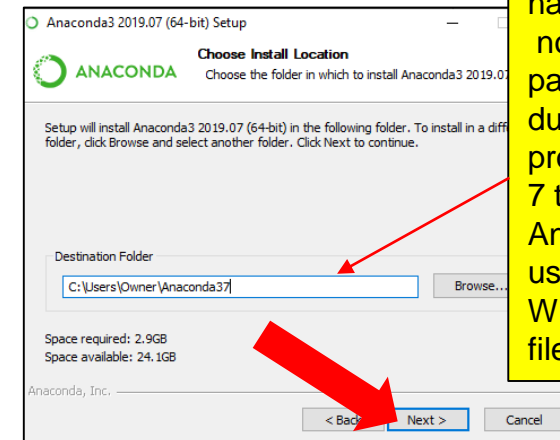 Anaconda3 2019.07 (64-bit) Setup
ANACONDA
Choose Install Location
Choose the folder in which to install Anaconda3 2019.07
Setup will install Anaconda3 2019.07 (64-bit) in the following folder. To install in a
folder, click Browse and select another folder. Click Next to continue.
Destination Folder
C:\Users\Owner\Anaconda37
Browse...
Space required: 2.9GB
Space available: 24.1GB
Anaconda, Inc.
< Back
Next >
Cancel
7